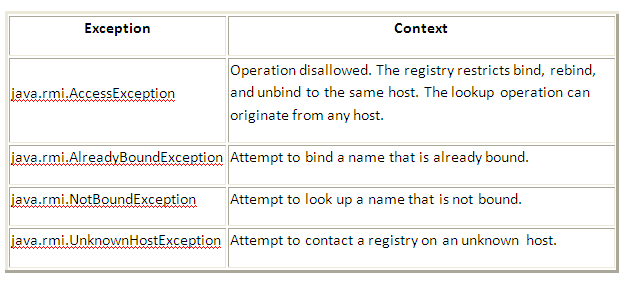 Exception Context
java.rmi.AccessException Operation disallowed. The registry restricts bind, rebind,
and unbind to the same host. The lookup operation can
originate from any host.
java.rmi.AlreadyBoundException Attempt to bind a name that is already bound.
java.rmi.NotBoundException Attempt to look up a name that is not bound.
java.rmi.UnknownHostException Attempt to contact a registry on an unknown host.